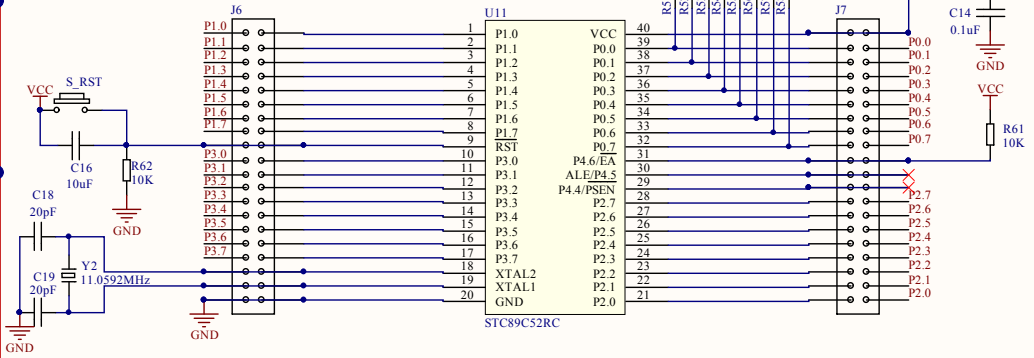 J6
U11
J7
R5
R5
R5
R5
R5
R5
R5
R5
C14
0.1uF
GND
VCC
R61
10K
S_RST
VCC
C16
10uF
R62
10K
GND
C18
20pF
C19
20pF
Y2
11.0592MHz
GND
P1.0
P1.1
P1.2
P1.3
P1.4
P1.5
P1.6
P1.7
P3.0
P3.1
P3.2
P3.3
P3.4
P3.5
P3.6
P3.7
GND
1 P1.0 VCC 40
2 P1.1 P0.0 39
3 P1.2 P0.1 38
4 P1.3 P0.2 37
5 P1.4 P0.3 36
6 P1.5 P0.4 35
7 P1.6 P0.5 34
8 P1.7 P0.6 33
9 RST P0.7 32
10 P3.0 P4.6/EA 31
11 P3.1 ALE/P4.5 30
12 P3.2 P4.4/PSEN 29
13 P3.3 P2.7 28
14 P3.4 P2.6 27
15 P3.5 P2.5 26
16 P3.6 P2.4 25
17 P3.7 P2.3 24
18 XTAL2 P2.2 23
19 XTAL1 P2.1 22
20 GND P2.0 21
STC89C52RC
P0.0
P0.1
P0.2
P0.3
P0.4
P0.5
P0.6
P0.7
P2.7
P2.6
P2.5
P2.4
P2.3
P2.2
P2.1
P2.0